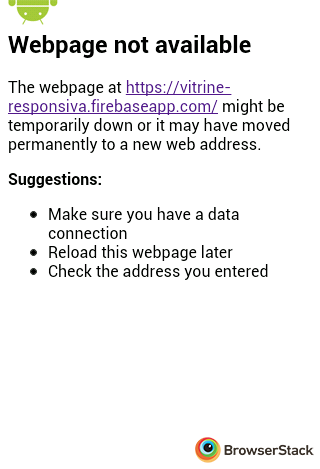 Webpage not available
The webpage at https://vitrine-
responsiva.firebaseapp.com/ might be
temporarily down or it may have moved
permanently to a new web address.
Suggestions:
Make sure you have a data
connection
Reload this webpage later
Check the address you entered
BrowserStack